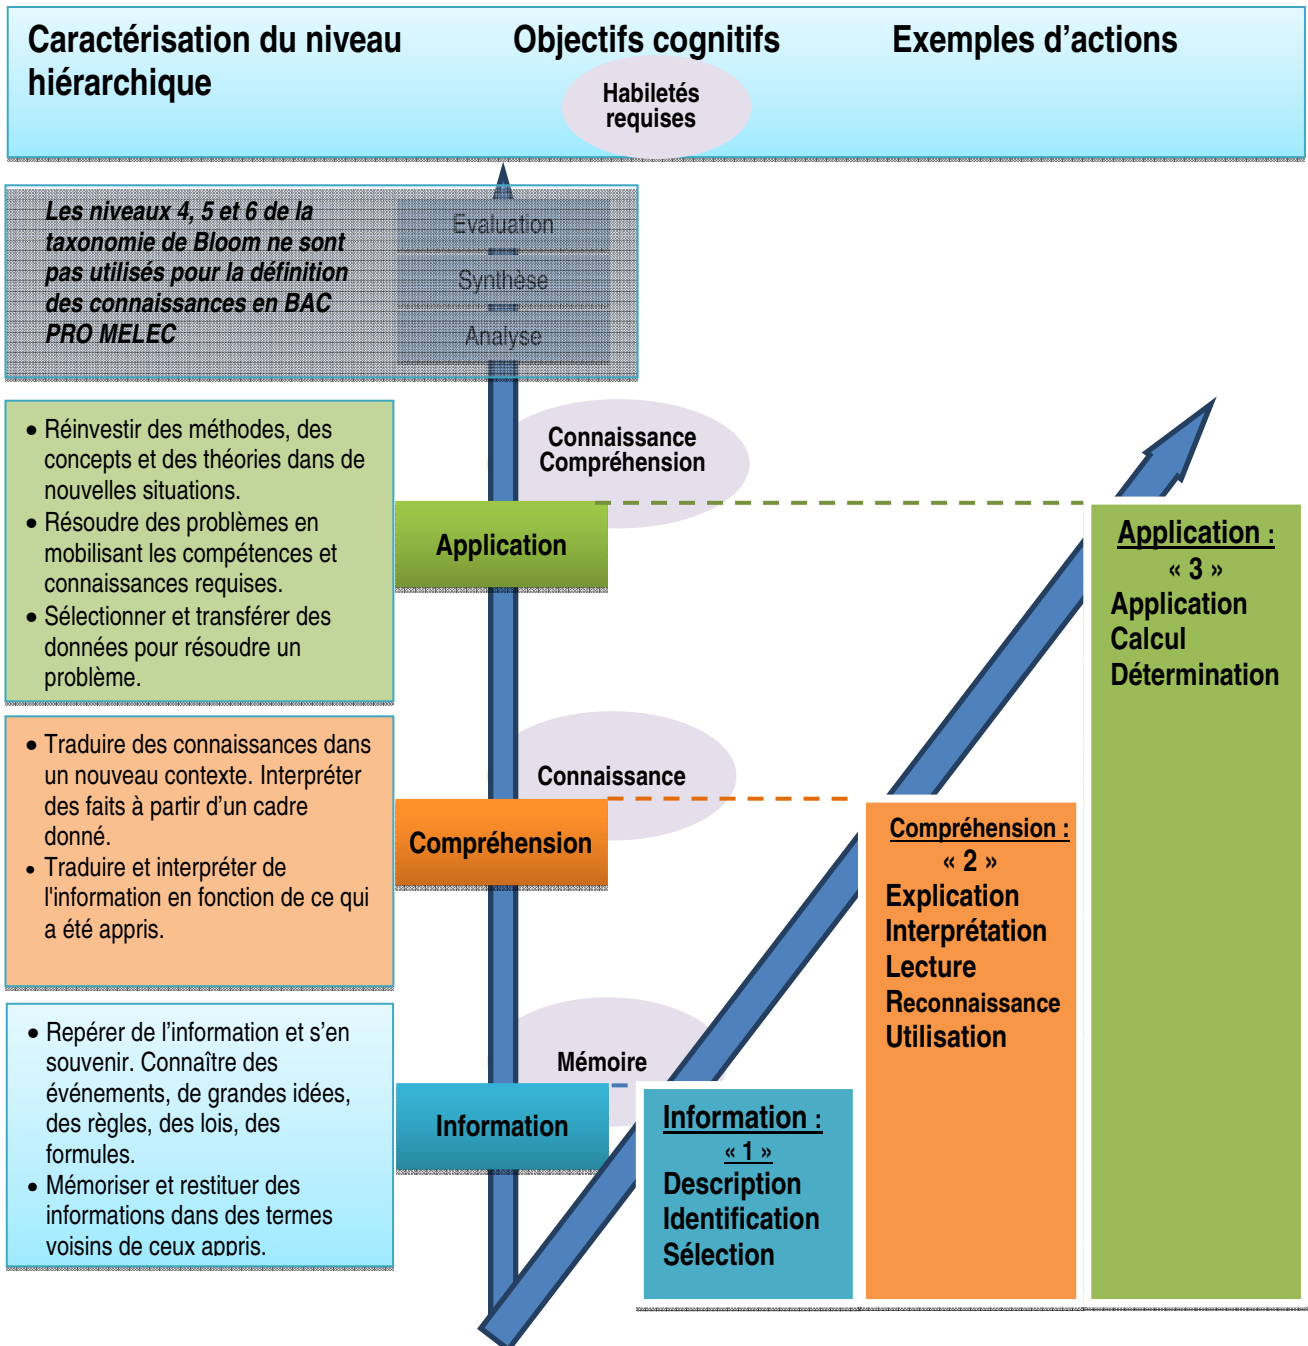 Caractérisation du niveau
hiérarchique
Objectifs cognitifs
Exemples d'actions
Habiletés
requises
Les niveaux 4, 5 et 6 de la
taxonomie de Bloom ne sont
pas utilisés pour la définition
des connaissances en BAC
PRO MELEC
Evaluation
Synthèse
Analyse
• Réinvestir des méthodes, des
concepts et des théories dans de
nouvelles situations.
• Résoudre des problèmes en
mobilisant les compétences et
connaissances requises.
• Sélectionner et transférer des
données pour résoudre un
problème.
Connaissance
Compréhension
Application
Application :
« 3 »
Application
Calcul
Détermination
• Traduire des connaissances dans
un nouveau contexte. Interpréter
des faits à partir d'un cadre
donné.
• Traduire et interpréter de
l'information en fonction de ce qui
a été appris.
Connaissance
Compréhension
Compréhension :
« 2 »
Explication
Interprétation
Lecture
Reconnaissance
Utilisation
• Repérer de l'information et s'en
souvenir. Connaître des
événements, de grandes idées,
des règles, des lois, des
formules.
• Mémoriser et restituer des
informations dans des termes
voisins de ceux appris.
Mémoire
Information
Information :
« 1 »
Description
Identification
Sélection